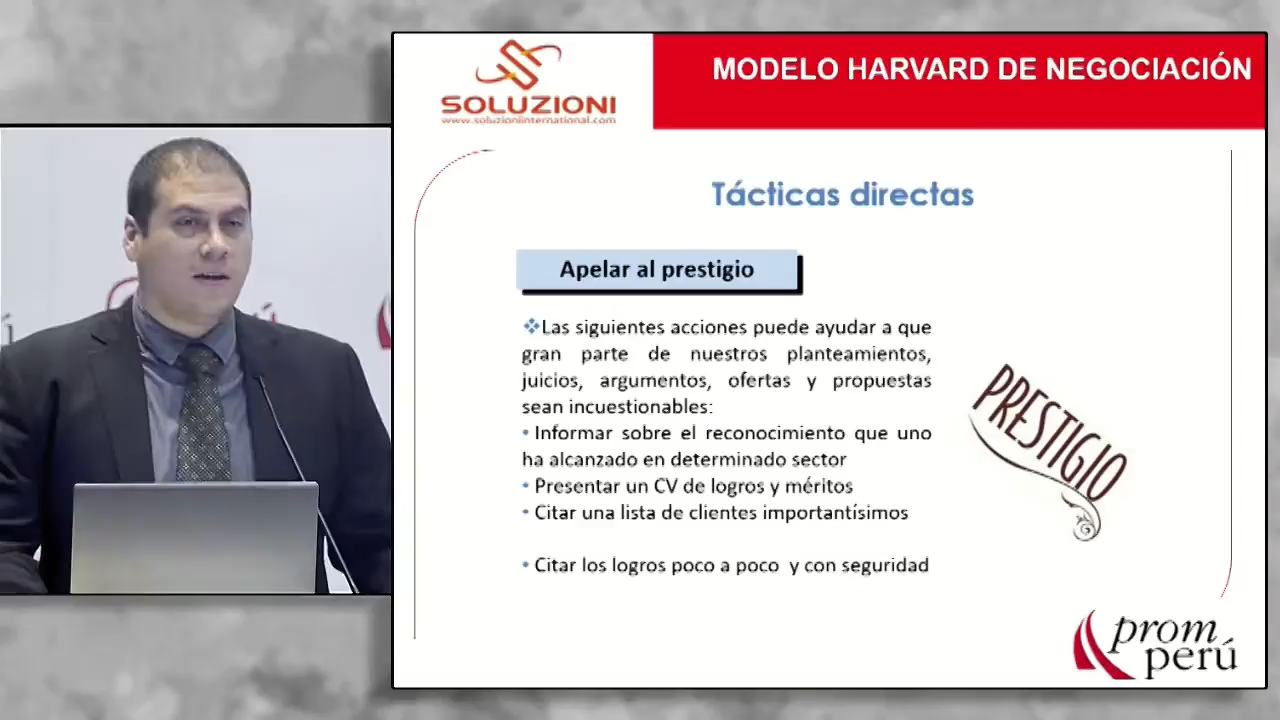 SOLUZIONI
www.soluzioniinternational.com
MODELO HARVARD DE NEGOCIACIÓN
Tácticas directas
Apelar al prestigio
❖Las siguientes acciones puede ayudar a que
gran parte de nuestros planteamientos,
juicios, argumentos, ofertas y propuestas
sean incuestionables:
• Informar sobre el reconocimiento que uno
ha alcanzado en determinado sector
• Presentar un CV de logros y méritos
• Citar una lista de clientes importantísimos
• Citar los logros poco a poco y con seguridad
PRESTIGIO
prom
perú